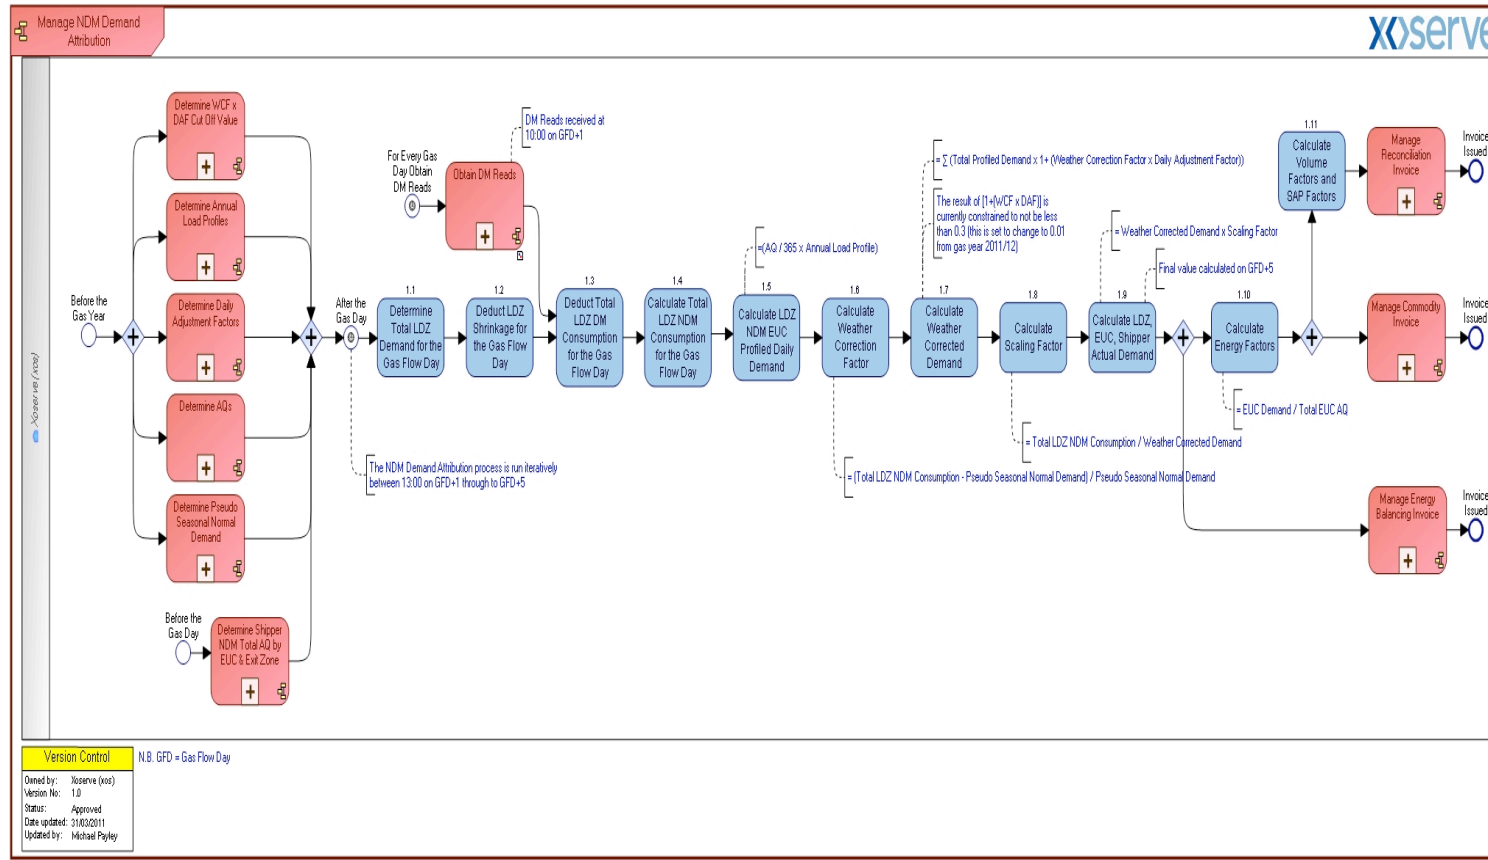 Manage NDM Demand
Attribution
xoserve
Xoserve (xos)
Before the
Gas Year
Determine WCF x
DAF Cut Off Value
Determine Annual
Load Profiles
Determine Daily
Adjustment Factors
Determine AQs
Determine Pseudo
Seasonal Normal
Demand
Before the
Gas Day
Determine Shipper
NDM Total AQ by
EUC & Exit Zone
After the
Gas Day
The NDM Demand Attribution process is run iteratively
between 13:00 on GFD+1 through to GFD+5
For Every Gas
Day Obtain
DM Reads
Obtain DM Reads
DM Reads received at
10:00 on GFD+1
1.1
Determine
Total LDZ
Demand for the
Gas Flow Day
1.2
Deduct LDZ
Shrinkage for
the Gas Flow
Day
1.3
Deduct Total
LDZ DM
Consumption
for the Gas
Flow Day
1.4
Calculate Total
LDZ NDM
Consumption
for the Gas
Flow Day
1.5
Calculate LDZ
NDM EUC
Profiled Daily
Demand
=(AQ / 365 x Annual Load Profile)
1.6
Calculate
Weather
Correction
Factor
= (Total LDZ NDM Consumption - Pseudo Seasonal Normal Demand) / Pseudo Seasonal Normal Demand
1.7
Calculate
Weather
Corrected
Demand
= ∑ (Total Profiled Demand x 1+ (Weather Correction Factor x Daily Adjustment Factor))
The result of [1+(WCF x DAF)] is
currently constrained to not be less
than 0.3 (this is set to change to 0.01
from gas year 2011/12)
1.8
Calculate
Scaling Factor
= Total LDZ NDM Consumption / Weather Corrected Demand
1.9
Calculate LDZ,
EUC, Shipper
Actual Demand
= Weather Corrected Demand x Scaling Factor
Final value calculated on GFD+5
1.10
Calculate
Energy Factors
= EUC Demand / Total EUC AQ
1.11
Calculate
Volume
Factors and
SAP Factors
Manage
Reconciliation
Invoice
Invoice
Issued
Manage Commodity
Invoice
Invoice
Issued
Manage Energy
Balancing Invoice
Invoice
Issued
Version Control
Owned by: Xoserve (xos)
Version No: 1.0
Status: Approved
Date updated: 31/03/2011
Updated by: Michael Payley
N.B. GFD = Gas Flow Day